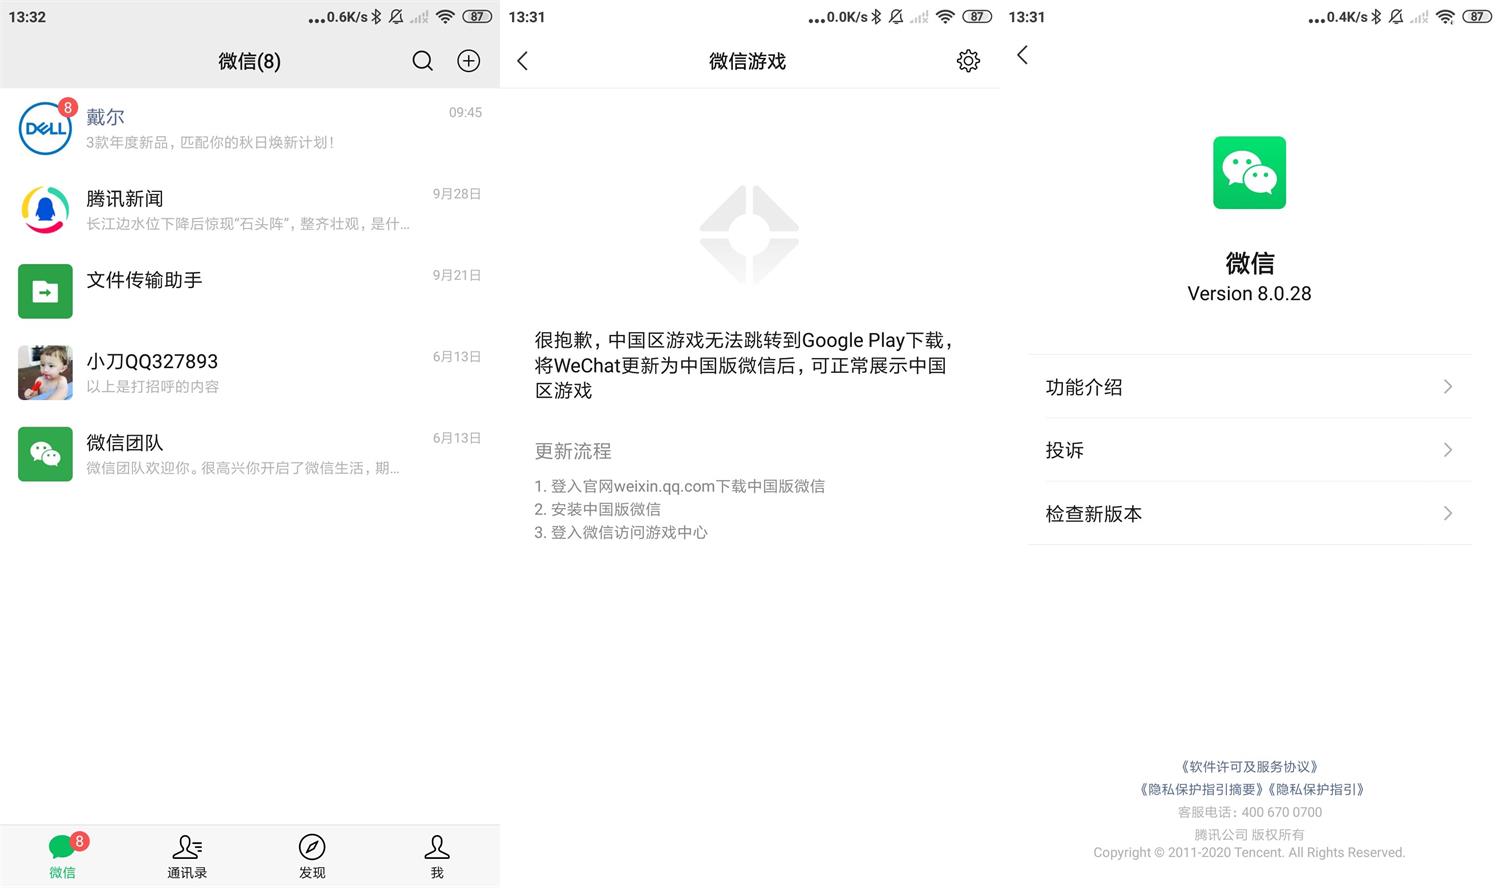 13:32
...0.6K/s
87
微信(8)
8
DELL
戴尔
09:45
3款年度新品，匹配你的秋日焕新计划！
腾讯新闻
9月28日
长江边水位下降后惊现“石头阵”，整齐壮观，是什...
文件传输助手
9月21日
小刀QQ327893
6月13日
以上是打招呼的内容
微信团队
6月13日
微信团队欢迎你。很高兴你开启了微信生活，期...
8
微信
通讯录
发现
我
13:31
...0.0K/s
87
微信游戏
很抱歉，中国区游戏无法跳转到Google Play下载，
将WeChat更新为中国版微信后，可正常展示中国
区游戏
更新流程
1. 登入官网weixin.qq.com下载中国版微信
2. 安装中国版微信
3. 登入微信访问游戏中心
13:31
...0.4K/s
87
微信
Version 8.0.28
功能介绍
投诉
检查新版本
《软件许可及服务协议》
《隐私保护指引摘要》《隐私保护指引》
客服电话：400 670 0700
腾讯公司 版权所有
Copyright © 2011-2020 Tencent. All Rights Reserved.